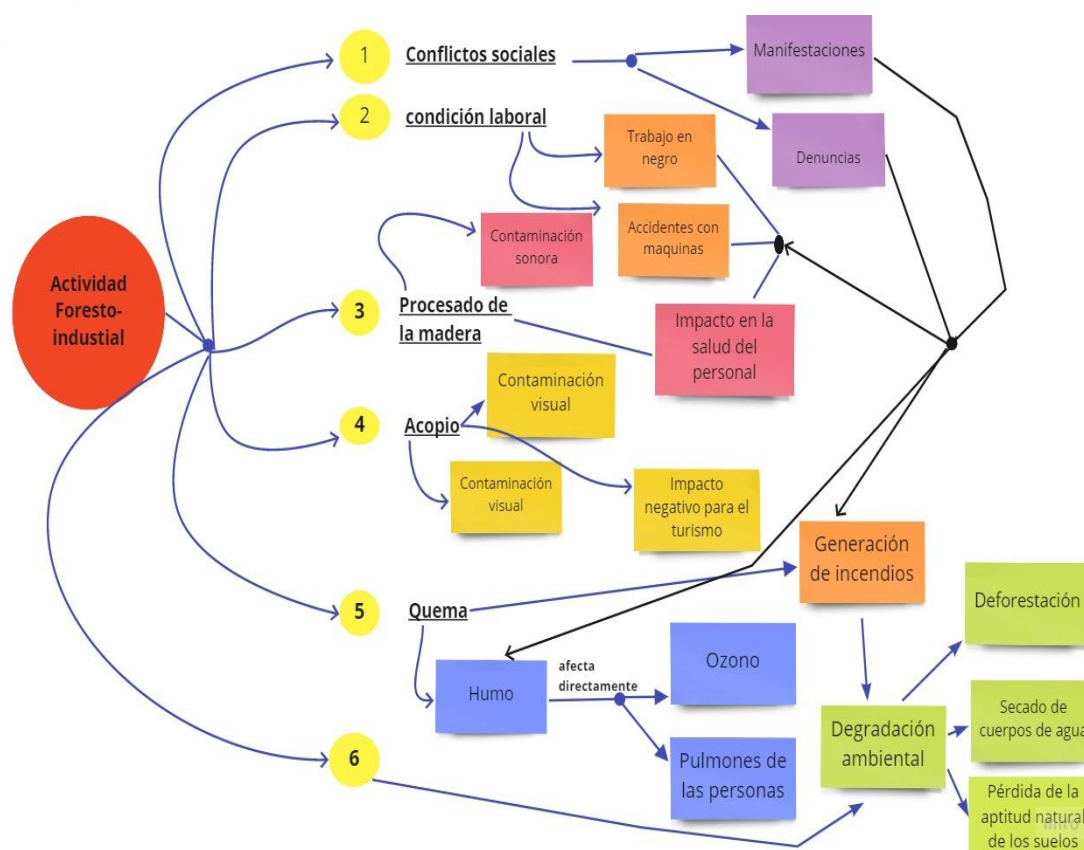 1
Conflictos sociales
Manifestaciones
2
condición laboral
Trabajo en
negro
Denuncias
Contaminación
sonora
Accidentes con
maquinas
Actividad
Foresto-
industial
3
Procesado de
la madera
Impacto en la
salud del
personal
Contaminación
visual
4
Acopio
Contaminación
visual
Impacto
negativo para el
turismo
Generación
de incendios
5
Quema
Deforestación
Humo
afecta
directamente
Ozono
Degradación
ambiental
Secado de
cuerpos de agua
6
Pulmones de
las personas
Pérdida de la
aptitud natural
de los suelos
miro